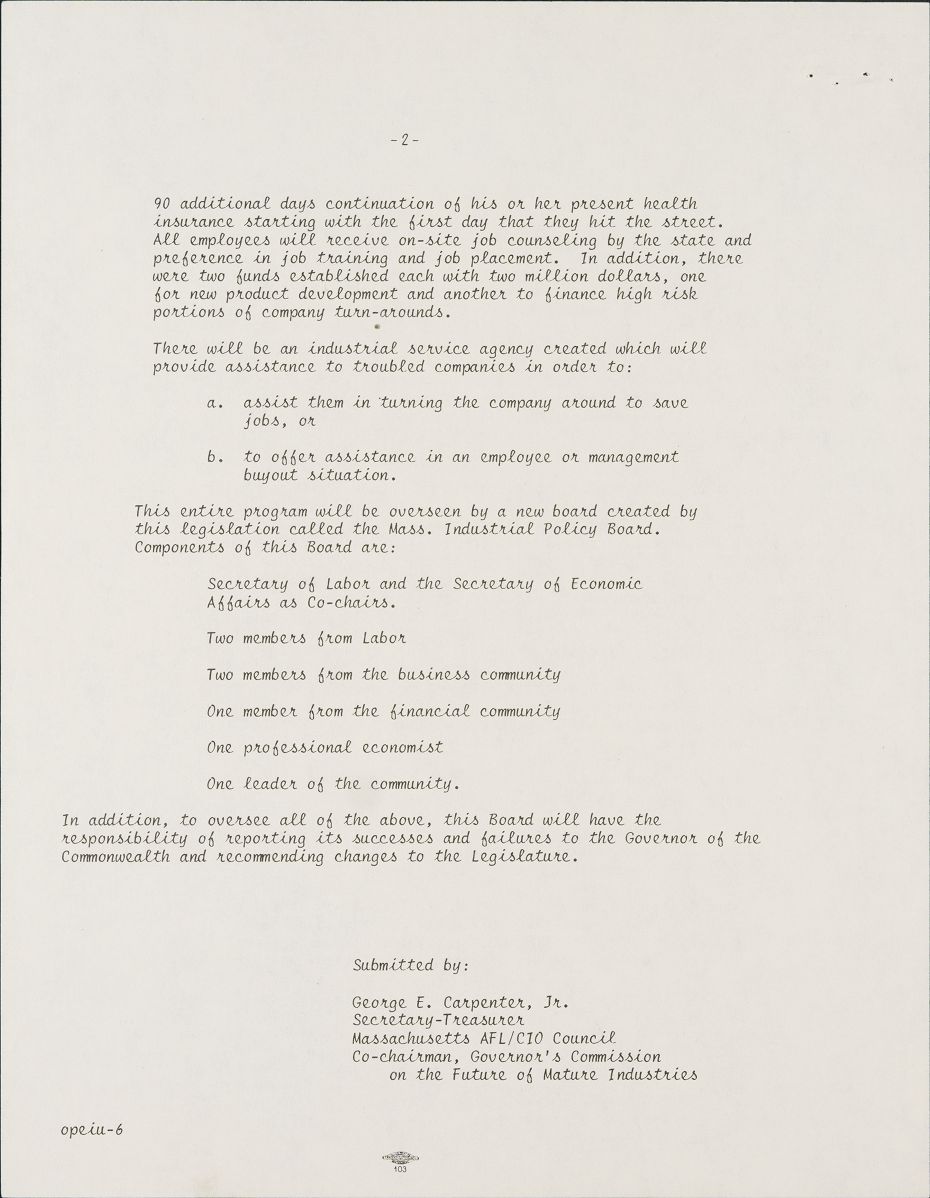 -2-
90 additional days continuation of his or her present health
insurance starting with the first day that they hit the street.
All employees will receive on-site job counseling by the state and
preference in job training and job placement. In addition, there
were two funds established each with two million dollars, one
for new product development and another to finance high risk
portions of company turn-arounds.
There will be an industrial service agency created which will
provide assistance to troubled companies in order to:
a. assist them in turning the company around to save
jobs, or
b. to offer assistance in an employee or management
buyout situation.
This entire program will be overseen by a new board created by
this legislation called the Mass. Industrial Policy Board.
Components of this Board are:
Secretary of Labor and the Secretary of Economic
Affairs as Co-chairs.
Two members from Labor
Two members from the business community
One member from the financial community
One professional economist
One leader of the community.
In addition, to oversee all of the above, this Board will have the
responsibility of reporting its successes and failures to the Governor of the
Commonwealth and recommending changes to the Legislature.
Submitted by:
George E. Carpenter, Jr.
Secretary-Treasurer
Massachusetts AFL/CIO Council
Co-chairman, Governor's Commission
on the Future of Mature Industries
opeiu-6
103